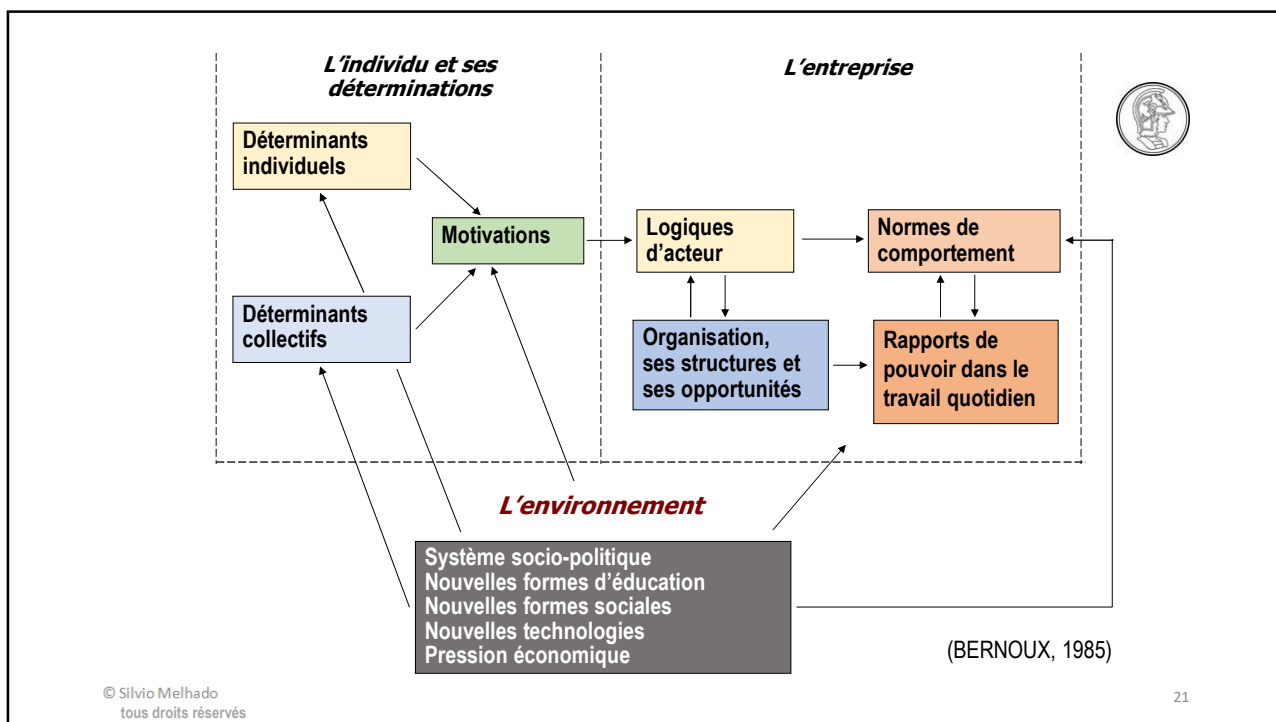 L'individu et ses
déterminations
L'entreprise
Déterminants
individuels
Motivations
Logiques
d'acteur
Normes de
comportement
Déterminants
collectifs
Organisation,
ses structures et
ses opportunités
Rapports de
pouvoir dans le
travail quotidien
L'environnement
Système socio-politique
Nouvelles formes d'éducation
Nouvelles formes sociales
Nouvelles technologies
Pression économique
(BERNOUX, 1985)
© Silvio Melhado
tous droits réservés
21